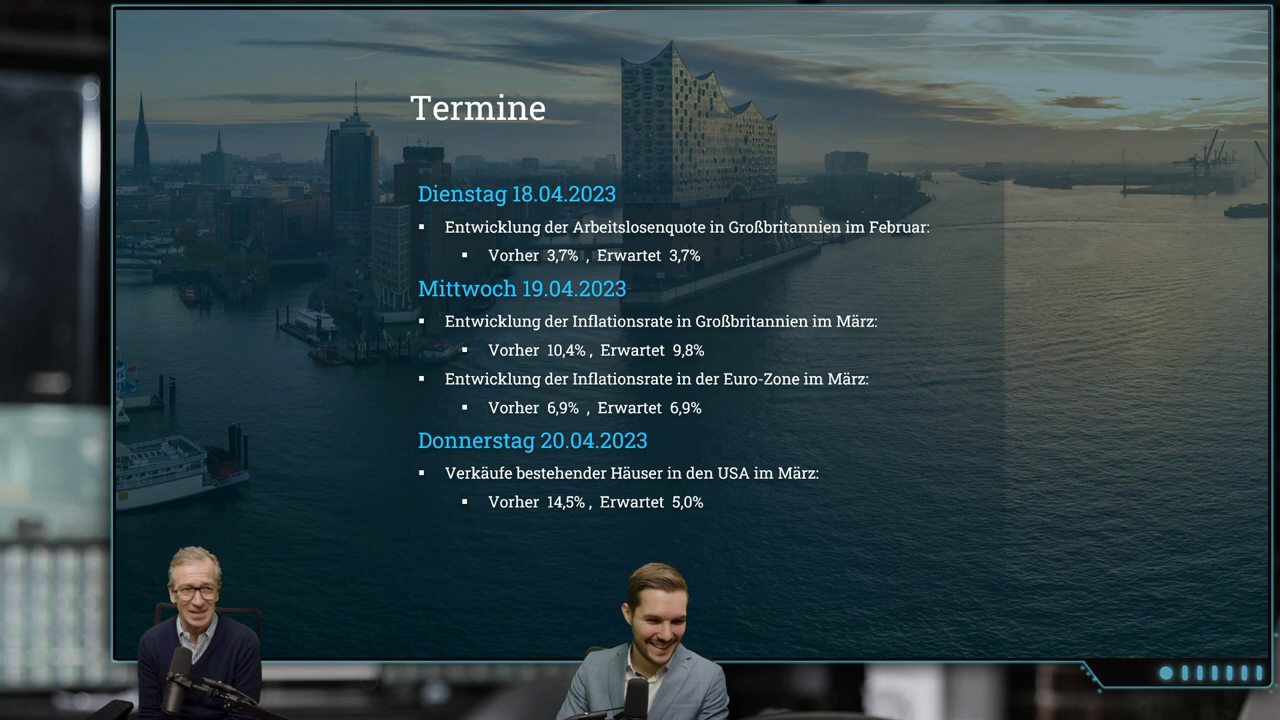 Termine
Dienstag 18.04.2023
▪ Entwicklung der Arbeitslosenquote in Großbritannien im Februar:
▪ Vorher 3,7% , Erwartet 3,7%
Mittwoch 19.04.2023
▪ Entwicklung der Inflationsrate in Großbritannien im März:
▪ Vorher 10,4% , Erwartet 9,8%
▪ Entwicklung der Inflationsrate in der Euro-Zone im März:
▪ Vorher 6,9% , Erwartet 6,9%
Donnerstag 20.04.2023
▪ Verkäufe bestehender Häuser in den USA im März:
▪ Vorher 14,5% , Erwartet 5,0%